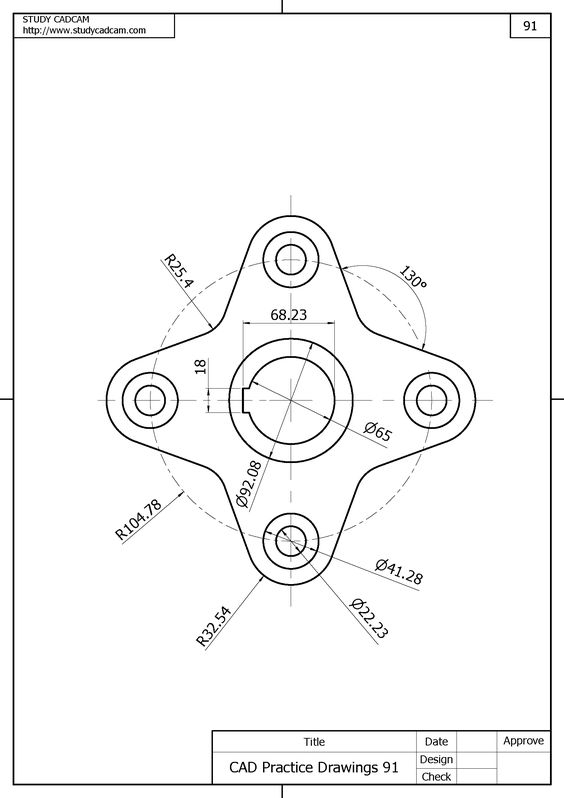 STUDY CADCAM
http://www.studycadcam.com
91
R25.4
130°
68.23
18
Ø65
Ø92.08
R104.78
Ø41.28
Ø22.23
R32.54
Title
Date
Approve
CAD Practice Drawings 91
Design
Check